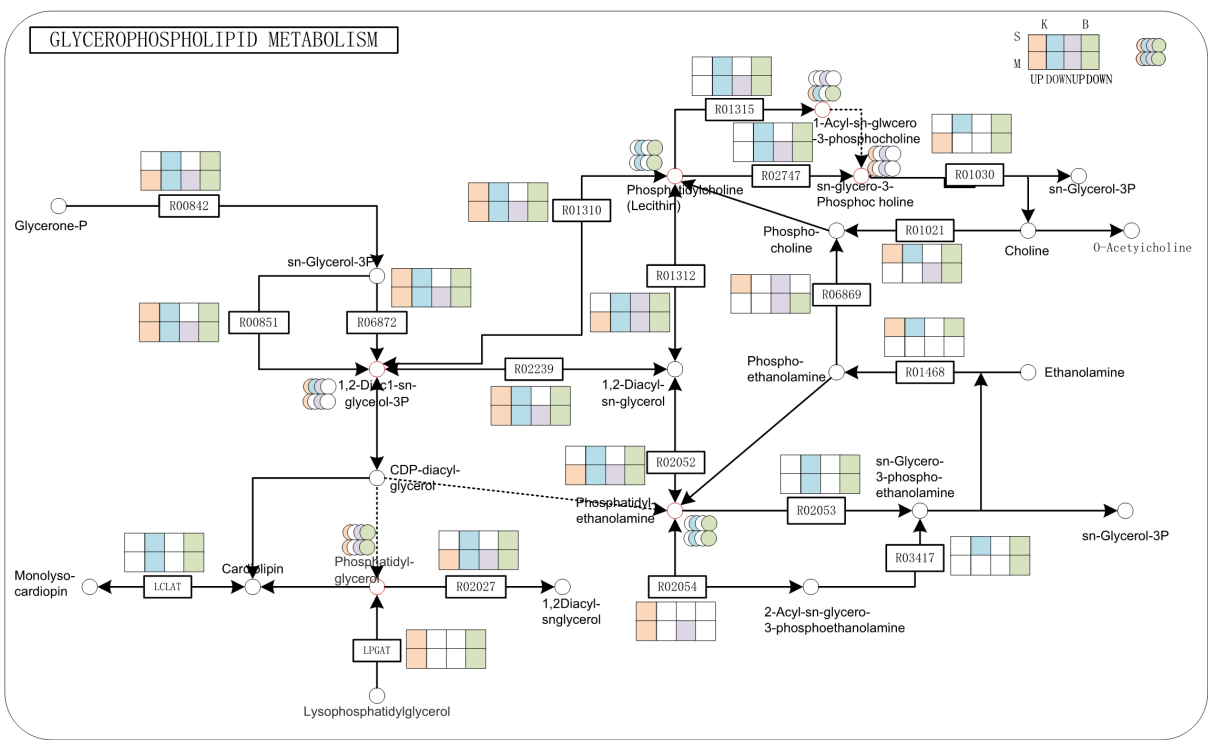 GLYCEROPHOSPHOLIPID METABOLISM
K B
S
M
UP DOWN UP DOWN
R01315
1-Acyl-sh-glwcero
-3-phosphocholine
R00842
Glycerone-P
R01310
Phosphatidylcholine
(Lecithin)
R02747
sn-glycero-3-
Phosphoc holine
R01030
sn-Glycerol-3P
Phospho-
choline
R01021
Choline
O-Acetyicholine
sn-Glycerol-3P
R01312
R06869
R00851
R06872
R02239
1,2-Diac1-sn-
glycerol-3P
1,2-Diacyl-
sn-glycerol
Phospho-
ethanolamine
R01468
Ethanolamine
CDP-diacyl-
glycerol
R02052
sn-Glycero-
3-phospho-
ethanolamine
Phosphatidyl
ethanolamine
R02053
sn-Glycerol-3P
R03417
Monolyso-
cardiopin
LCLAT
Cardiolipin
Phosphatidyl-
glycerol
R02027
1,2Diacyl-
snglycerol
R02054
2-Acyl-sn-glycero-
3-phosphoethanolamine
LPGAT
Lysophosphatidylglycerol